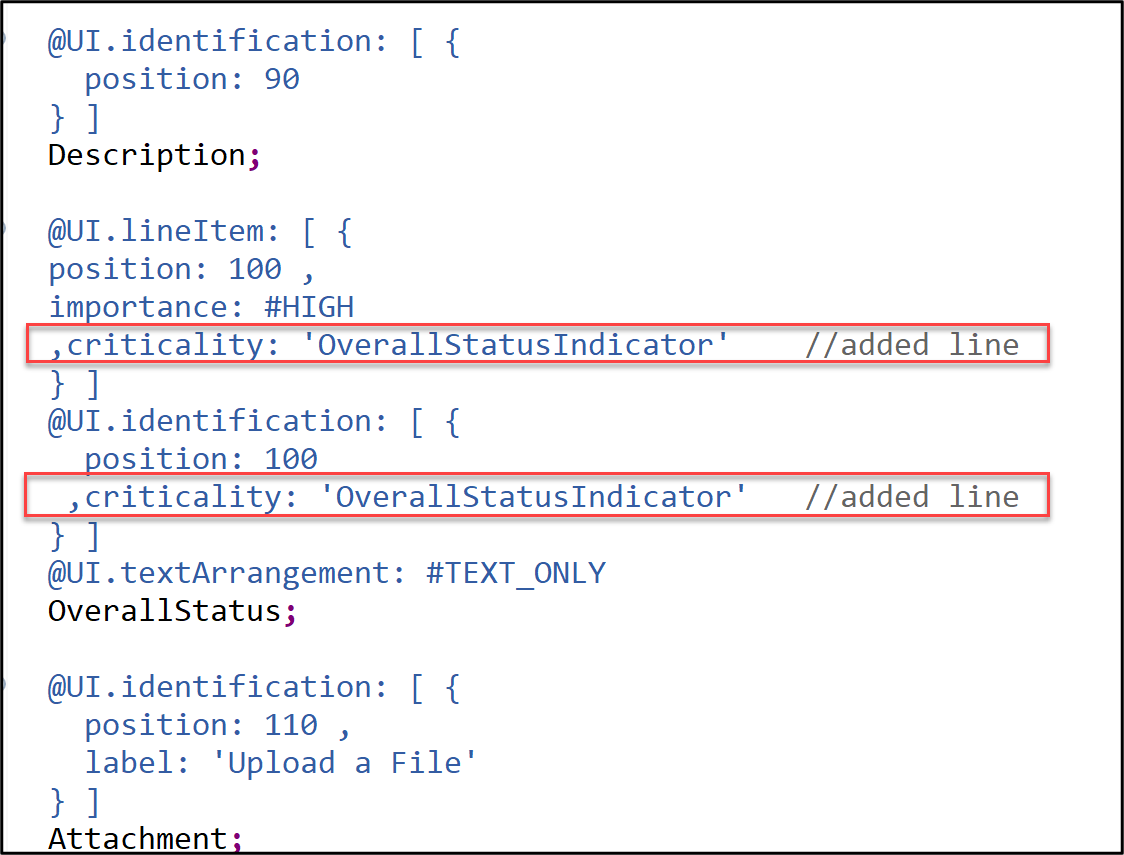 @UI.identification: [ {
  position: 90
} ]
Description;

@UI.lineItem: [ {
position: 100 ,
importance: #HIGH
,criticality: 'OverallStatusIndicator'    //added line
} ]
@UI.identification: [ {
  position: 100
 ,criticality: 'OverallStatusIndicator'   //added line
} ]
@UI.textArrangement: #TEXT_ONLY
OverallStatus;

@UI.identification: [ {
  position: 110 ,
  label: 'Upload a File'
} ]
Attachment;